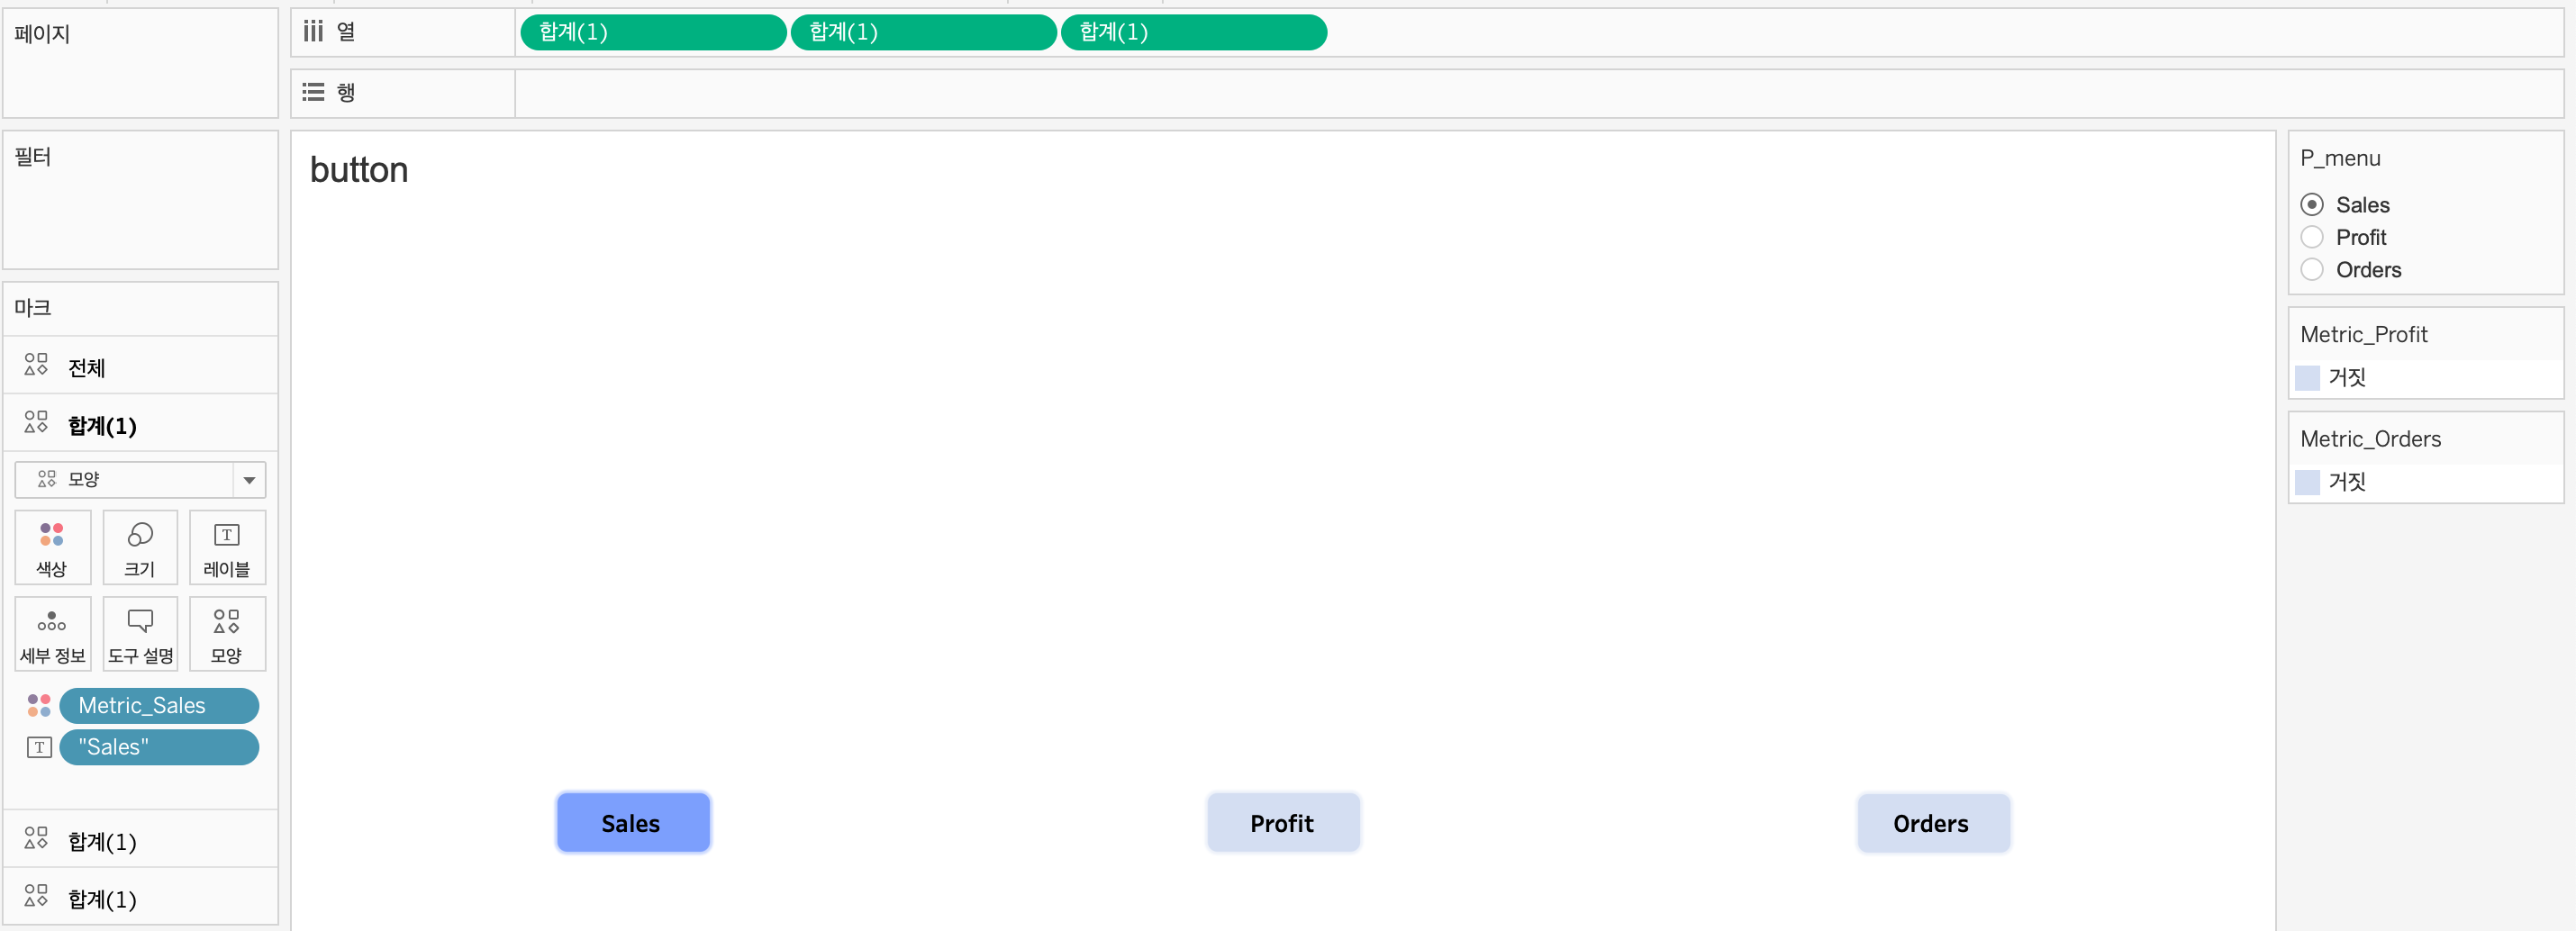 페이지
열
합계(1) 합계(1) 합계(1)
행
필터
button
마크
전체
합계(1)
모양
색상 크기 레이블
T
세부 정보 도구 설명 모양
Metric_Sales
T "Sales"
합계(1)
합계(1)
Sales Profit Orders
P_menu
Sales
Profit
Orders
Metric_Profit
거짓
Metric_Orders
거짓